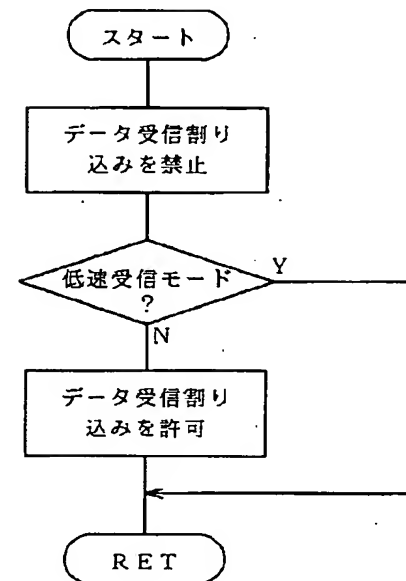 スタート
データ受信割り
込みを禁止
低速受信モード
?
Y
N
データ受信割り
込みを許可
RET